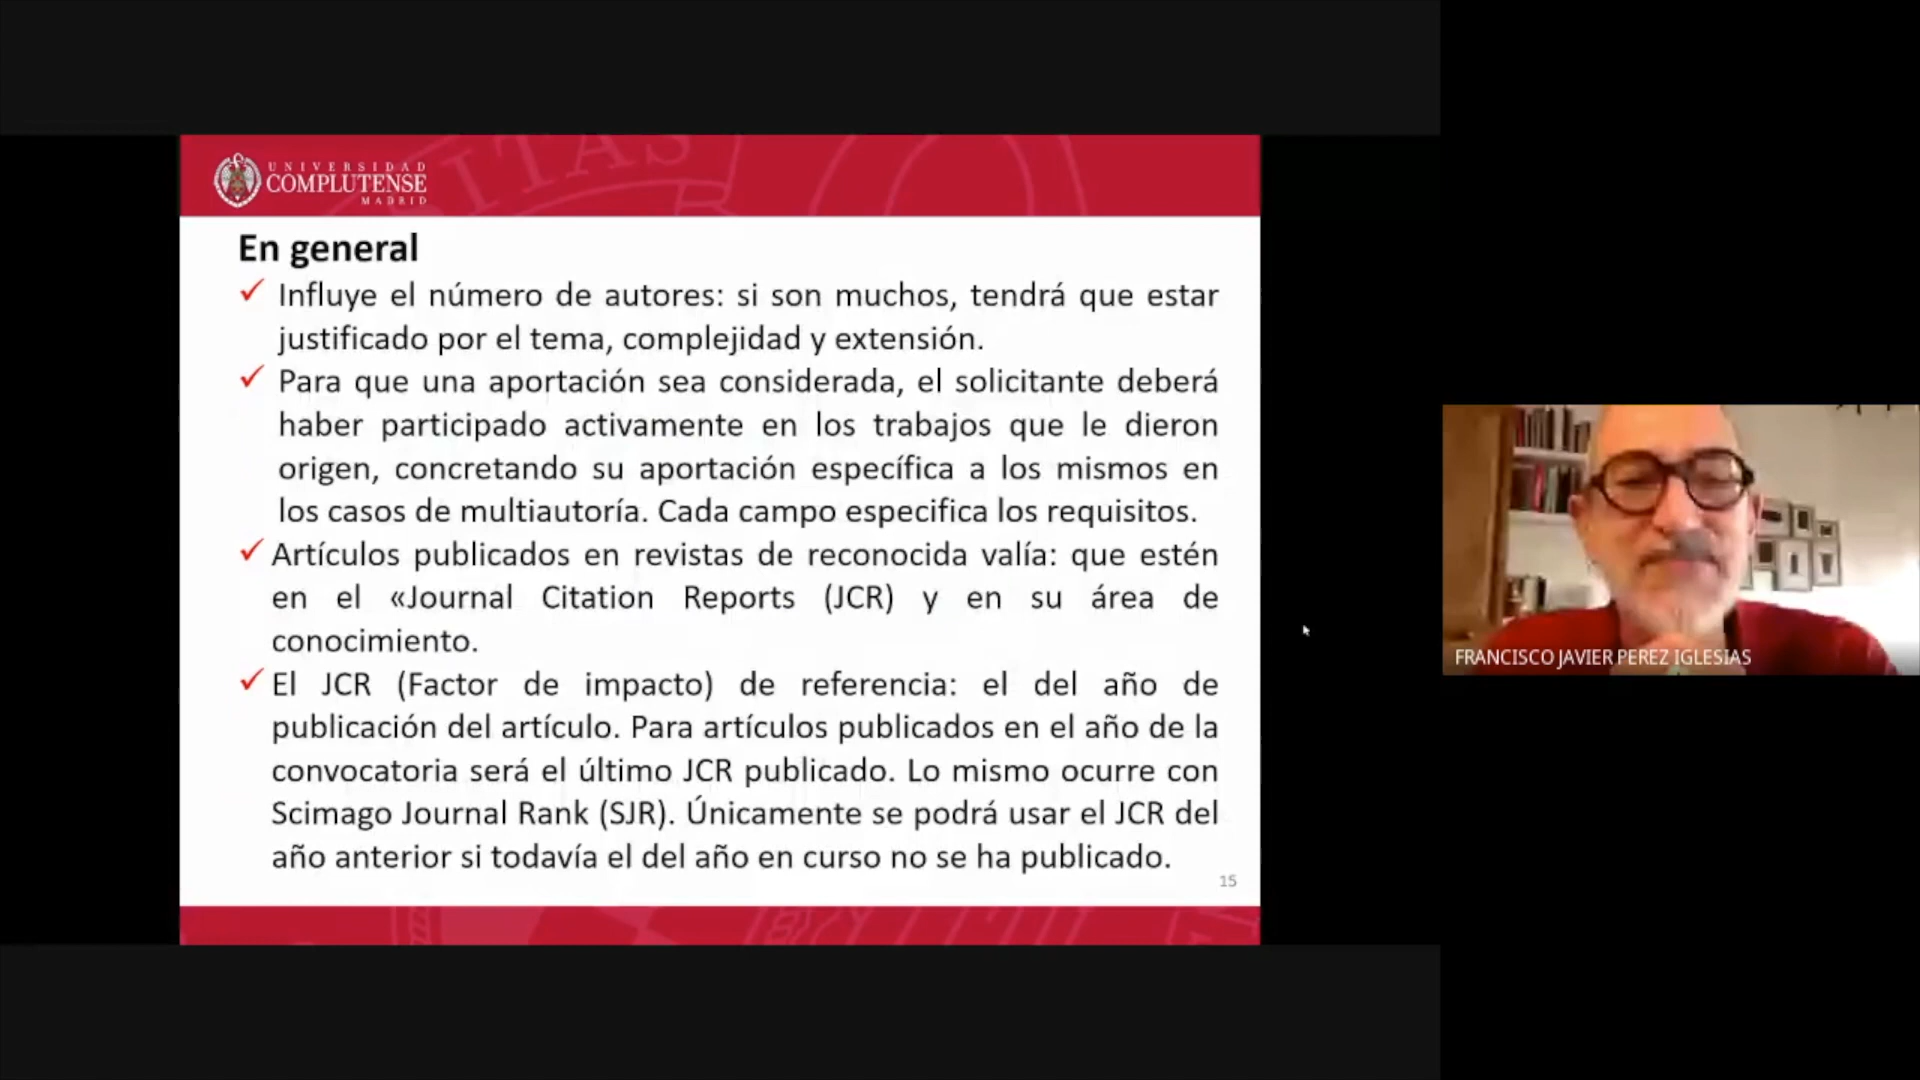 UNIVERSIDAD
COMPLUTENSE
MADRID
En general
✓ Influye el número de autores: si son muchos, tendrá que estar
justificado por el tema, complejidad y extensión.
✓ Para que una aportación sea considerada, el solicitante deberá
haber participado activamente en los trabajos que le dieron
origen, concretando su aportación específica a los mismos en
los casos de multiautoría. Cada campo especifica los requisitos.
✓ Artículos publicados en revistas de reconocida valía: que estén
en el «Journal Citation Reports (JCR) y en su área de
conocimiento.
✓ El JCR (Factor de impacto) de referencia: el del año de
publicación del artículo. Para artículos publicados en el año de la
convocatoria será el último JCR publicado. Lo mismo ocurre con
Scimago Journal Rank (SJR). Únicamente se podrá usar el JCR del
año anterior si todavía el del año en curso no se ha publicado.
15
FRANCISCO JAVIER PEREZ IGLESIAS